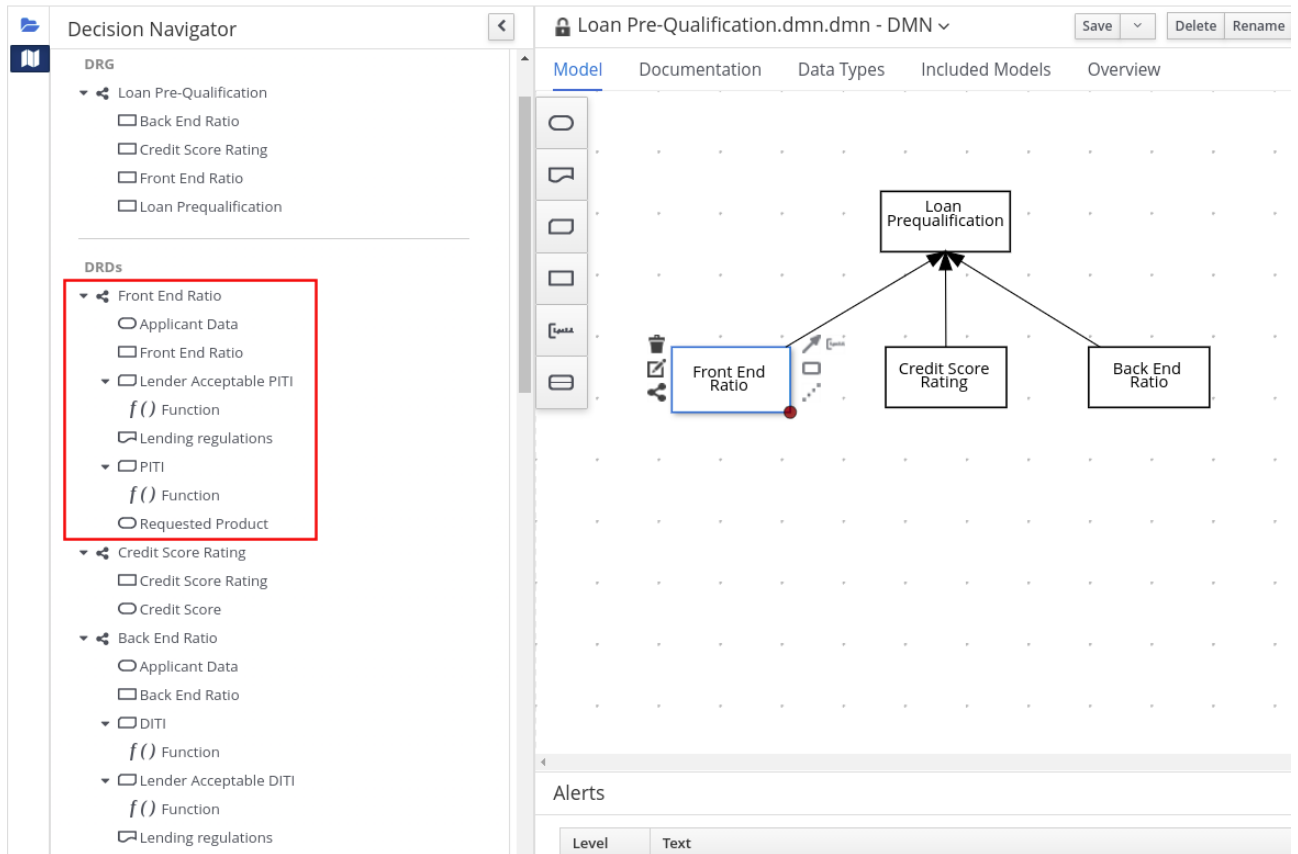 Decision Navigator
DRG
Loan Pre-Qualification
Back End Ratio
Credit Score Rating
Front End Ratio
Loan Prequalification
DRDs
Front End Ratio
Applicant Data
Front End Ratio
Lender Acceptable PITI
f() Function
Lending regulations
PITI
f() Function
Requested Product
Credit Score Rating
Credit Score Rating
Credit Score
Back End Ratio
Applicant Data
Back End Ratio
DITI
f() Function
Lender Acceptable DITI
f() Function
Lending regulations
Loan Pre-Qualification.dmn.dmn - DMN
Save
Delete
Rename
Model
Documentation
Data Types
Included Models
Overview
Loan
Prequalification
Front End
Ratio
Credit Score
Rating
Back End
Ratio
Alerts
Level
Text